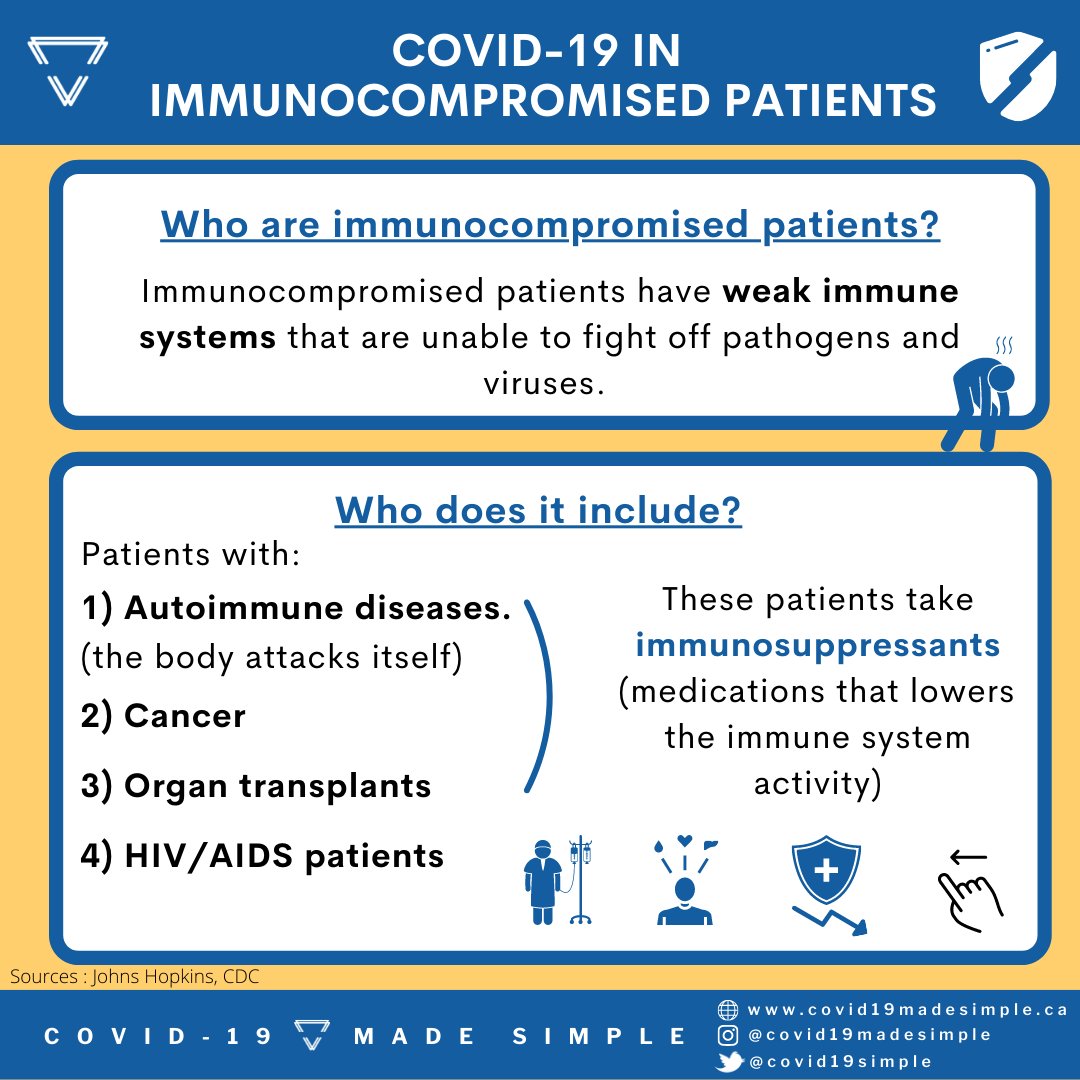 COVID-19 IN
IMMUNOCOMPROMISED PATIENTS
Who are immunocompromised patients?
Immunocompromised patients have weak immune
systems that are unable to fight off pathogens and
viruses.
Who does it include?
Patients with:
1) Autoimmune diseases.
(the body attacks itself)
2) Cancer
3) Organ transplants
4) HIV/AIDS patients
These patients take
immunosuppressants
(medications that lowers
the immune system
activity)
Sources : Johns Hopkins, CDC
COVID-19 MADE SIMPLE
www.covid19madesimple.ca
@covid19madesimple
@covid19simple